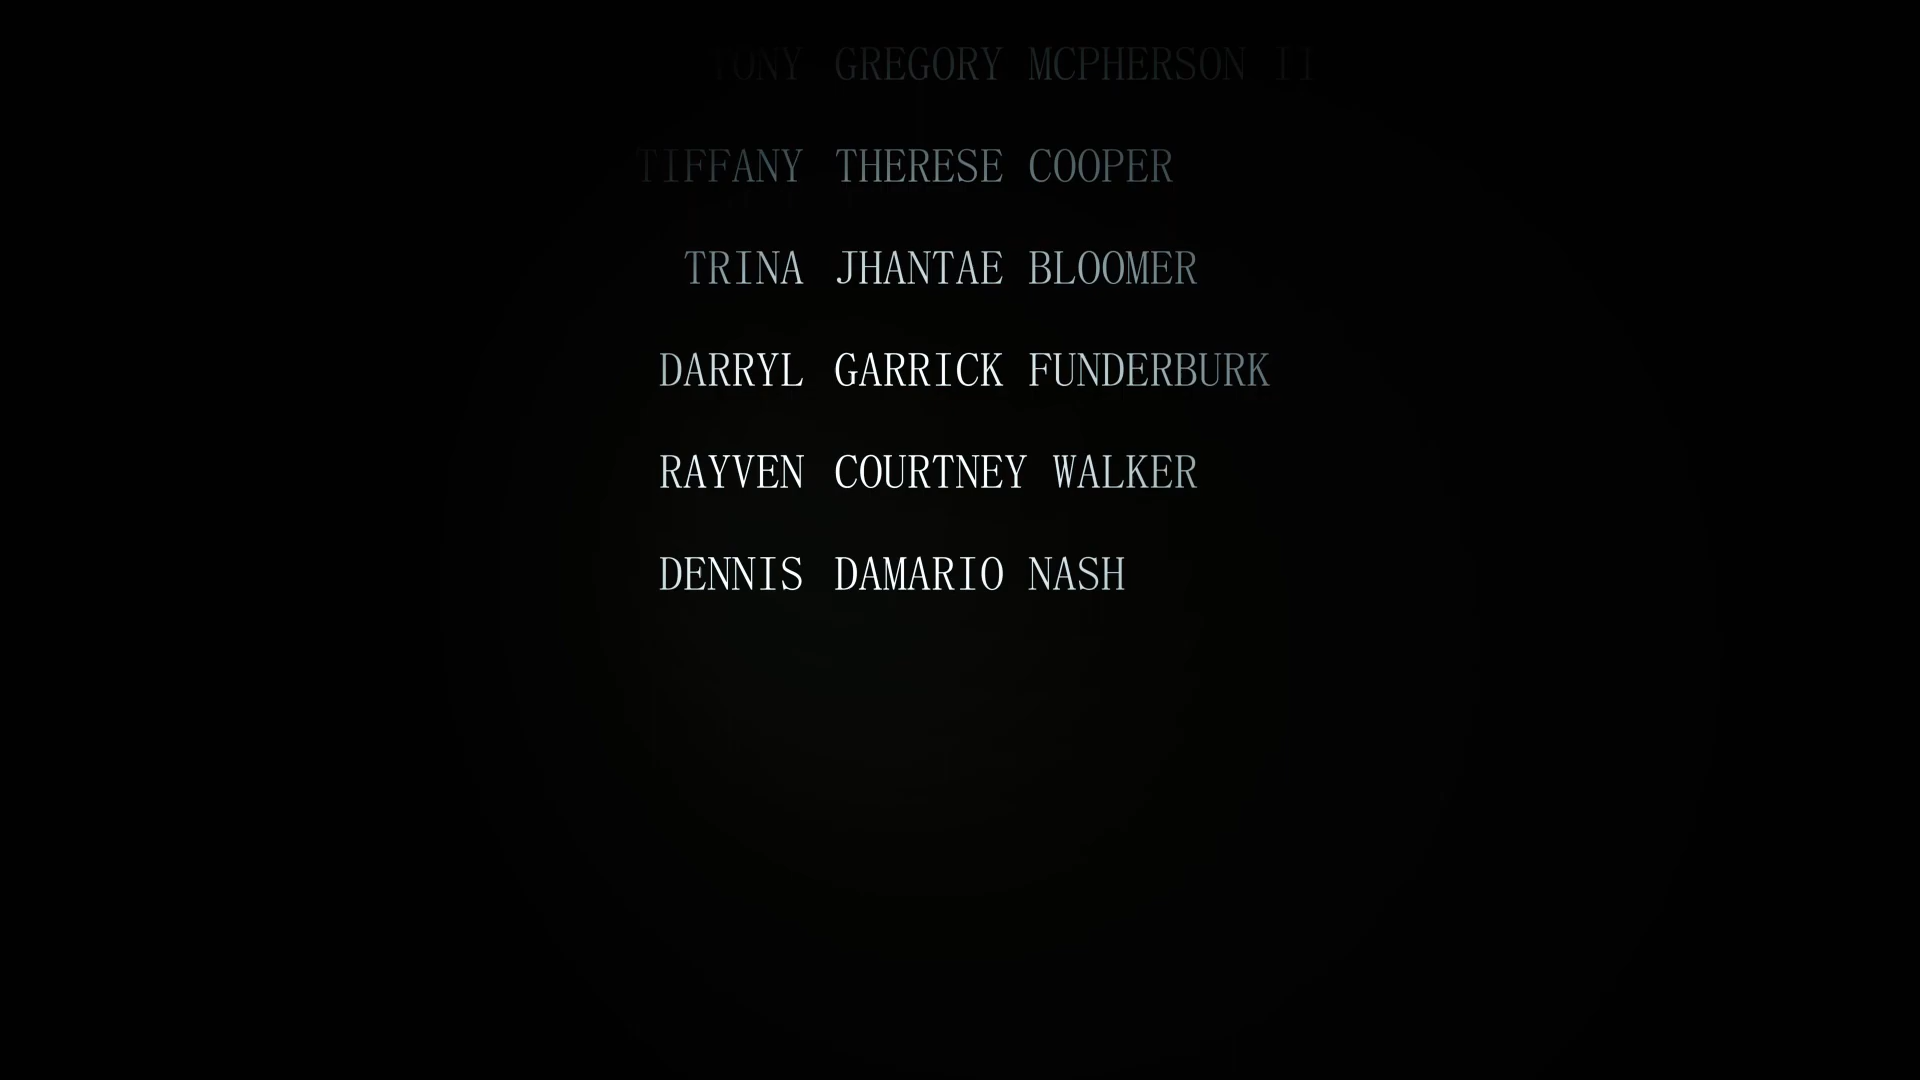 TONY GREGORY MCPHERSON II
TIFFANY THERESE COOPER
TRINA JHANTAE BLOOMER
DARRYL GARRICK FUNDERBURK
RAYVEN COURTNEY WALKER
DENNIS DAMARIO NASH